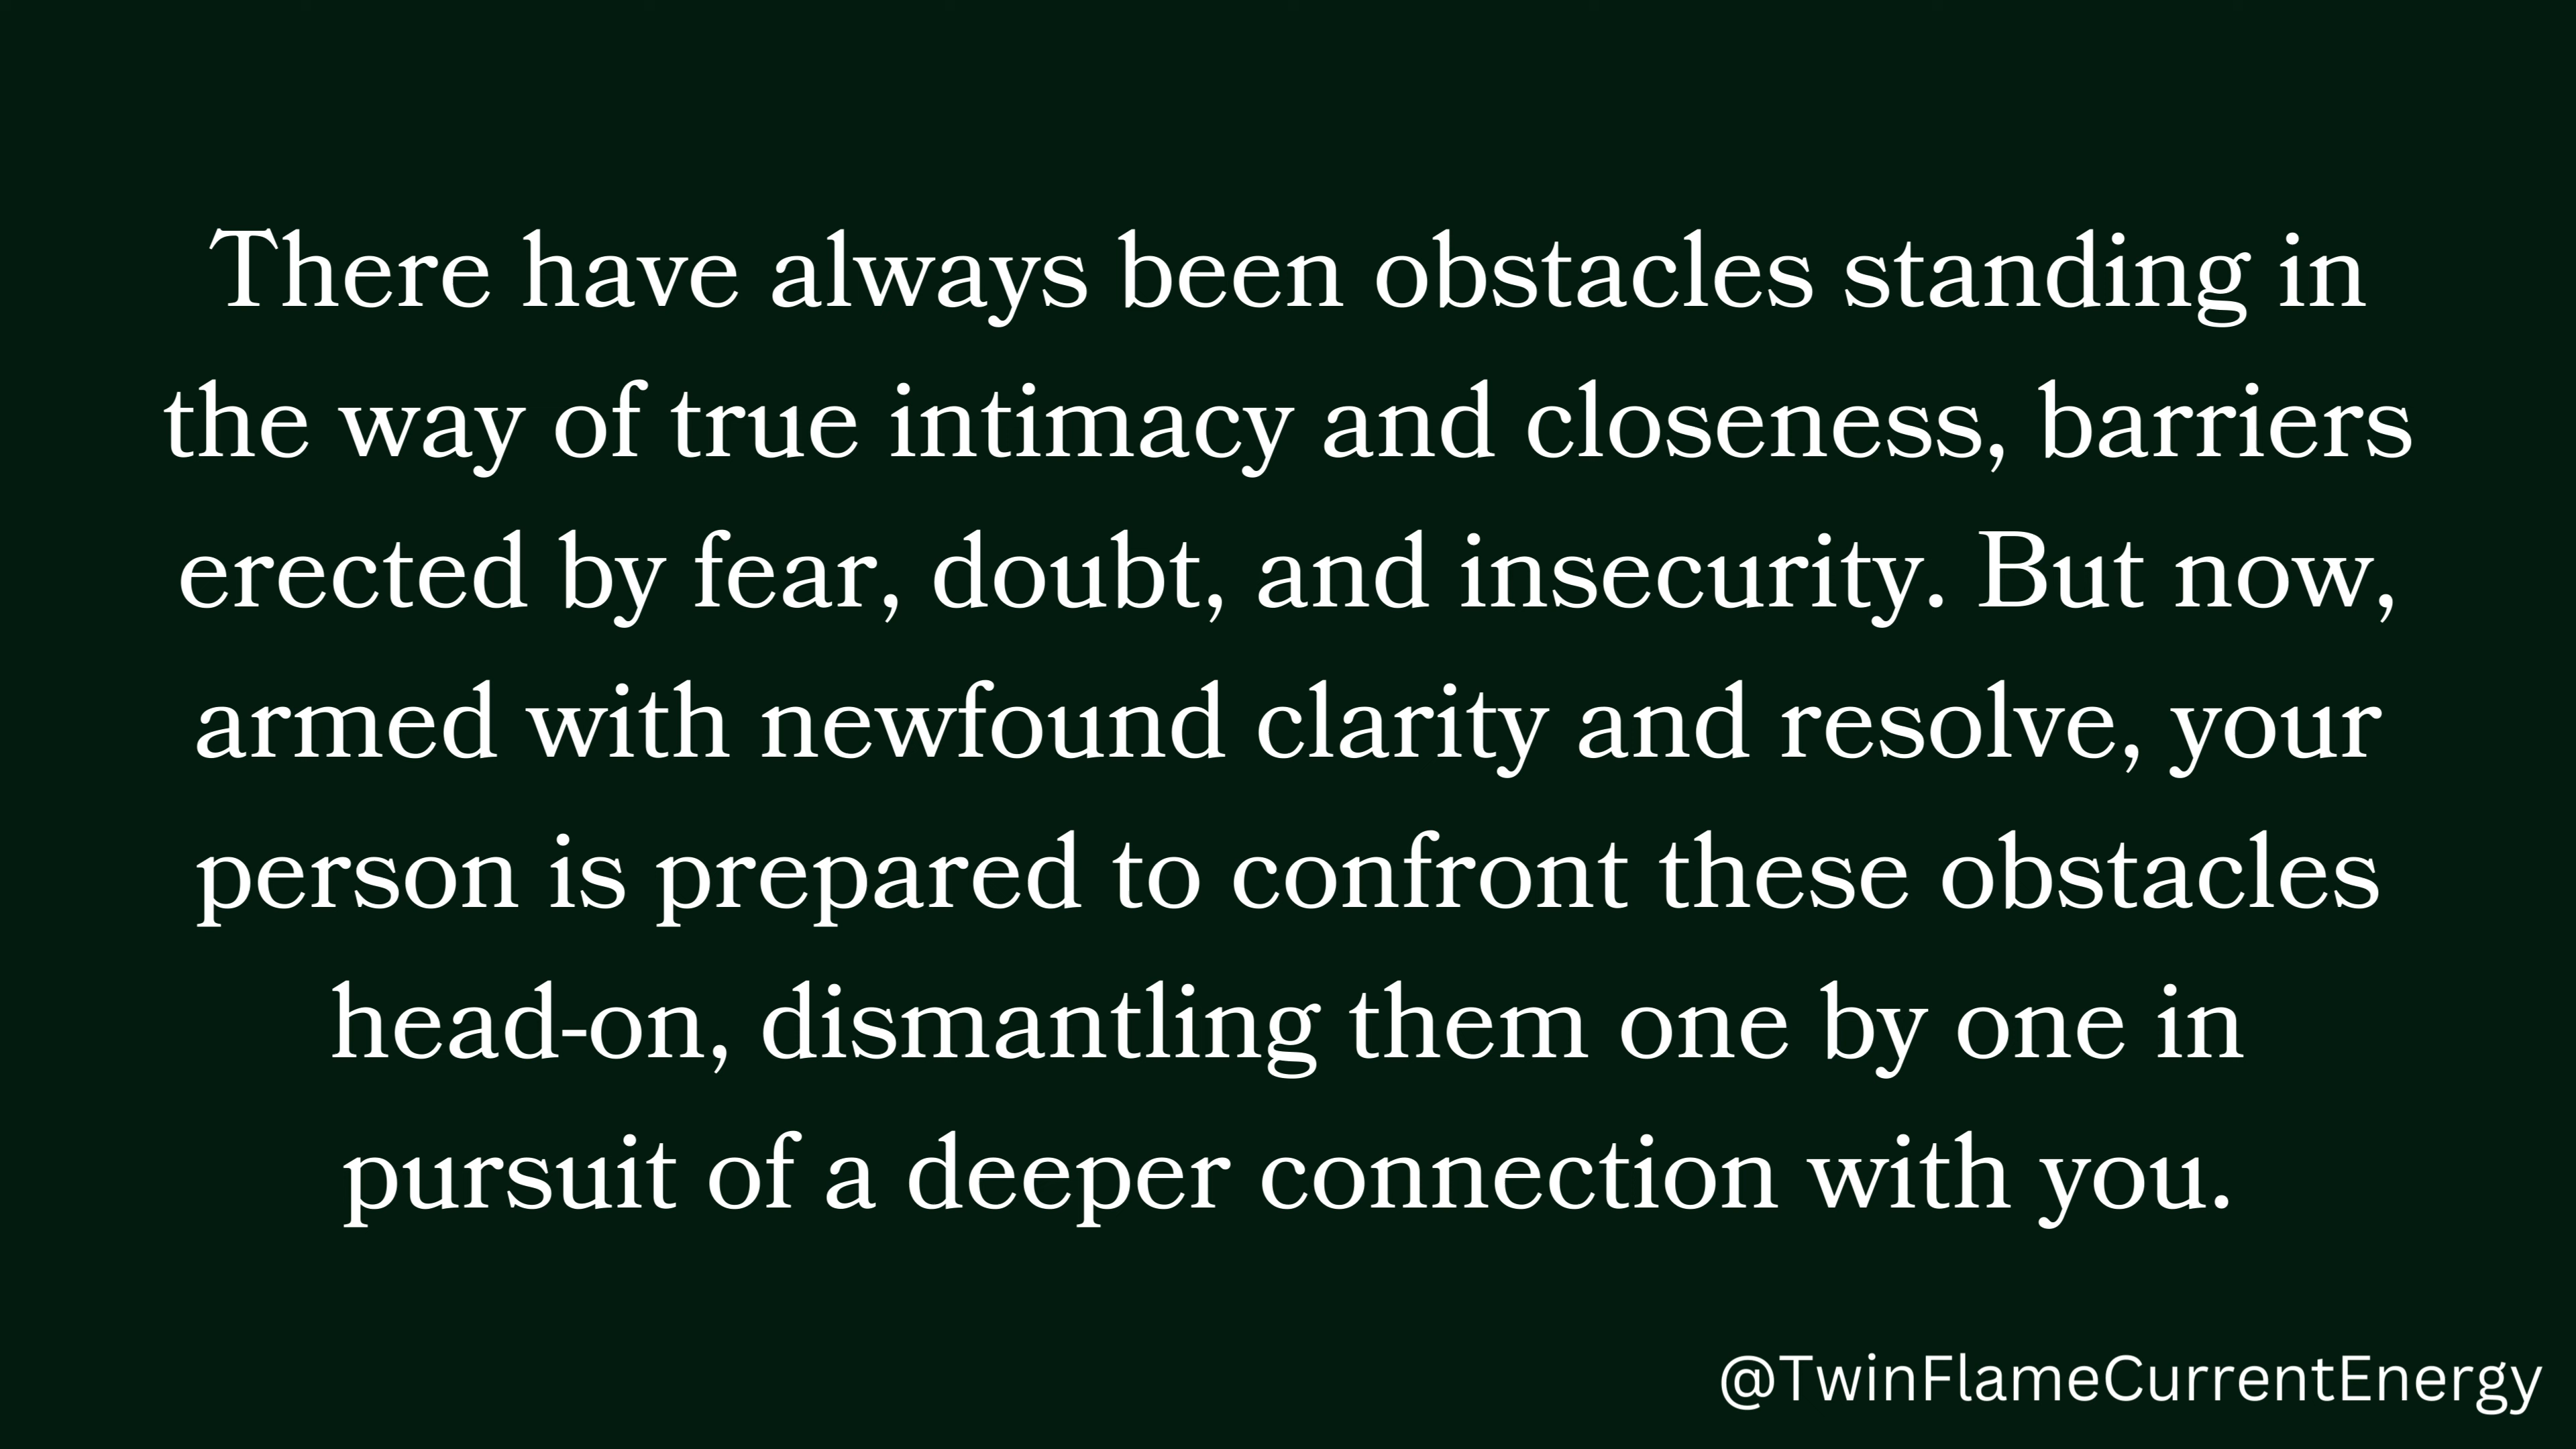 There have always been obstacles standing in
the way of true intimacy and closeness, barriers
erected by fear, doubt, and insecurity. But now,
armed with newfound clarity and resolve, your
person is prepared to confront these obstacles
head-on, dismantling them one by one in
pursuit of a deeper connection with you.
@TwinFlameCurrentEnergy